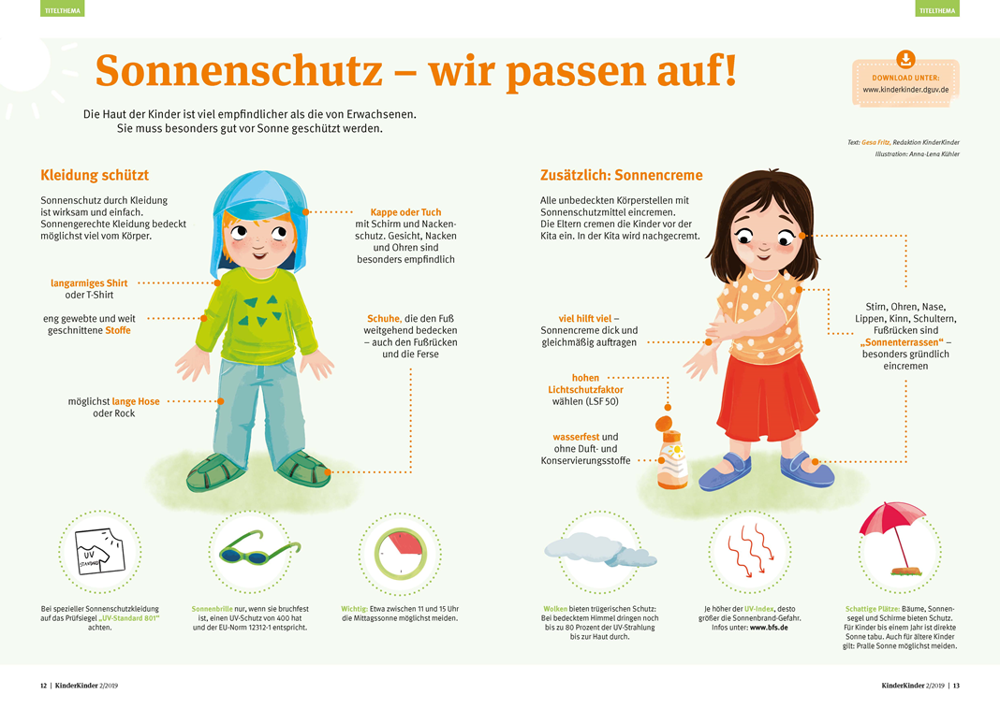 TITELTHEMA
TITELTHEMA
Sonnenschutz – wir passen auf!
DOWNLOAD UNTER:
www.kinderkinder.dguv.de
Die Haut der Kinder ist viel empfindlicher als die von Erwachsenen.
Sie muss besonders gut vor Sonne geschützt werden.
Text: Gesa Fritz, Redaktion KinderKinder
Illustration: Anna-Lena Kühler
Kleidung schützt
Sonnenschutz durch Kleidung
ist wirksam und einfach.
Sonnengerechte Kleidung bedeckt
möglichst viel vom Körper.
Kappe oder Tuch
mit Schirm und Nacken-
schutz. Gesicht, Nacken
und Ohren sind
besonders empfindlich
langarmiges Shirt
oder T-Shirt
eng gewebte und weit
geschnittene Stoffe
Schuhe, die den Fuß
weitgehend bedecken
– auch den Fußrücken
und die Ferse
möglichst lange Hose
oder Rock
UV
STANDARD
Bei spezieller Sonnenschutzkleidung
auf das Prüfsiegel „UV-Standard 801“
achten.
Sonnenbrille nur, wenn sie bruchfest
ist, einen UV-Schutz von 400 hat
und der EU-Norm 12312-1 entspricht.
Wichtig: Etwa zwischen 11 und 15 Uhr
die Mittagssonne möglichst meiden.
Zusätzlich: Sonnencreme
Alle unbedeckten Körperstellen mit
Sonnenschutzmittel eincremen.
Die Eltern cremen die Kinder vor der
Kita ein. In der Kita wird nachgecremt.
viel hilft viel –
Sonnencreme dick und
gleichmäßig auftragen
Stirn, Ohren, Nase,
Lippen, Kinn, Schultern,
Fußrücken sind
„Sonnenterrassen“ –
besonders gründlich
eincremen
hohen
Lichtschutzfaktor
wählen (LSF 50)
wasserfest und
ohne Duft- und
Konservierungsstoffe
Wolken bieten trügerischen Schutz:
Bei bedecktem Himmel dringen noch
bis zu 80 Prozent der UV-Strahlung
bis zur Haut durch.
Je höher der UV-Index, desto
größer die Sonnenbrand-Gefahr.
Infos unter: www.bfs.de
Schattige Plätze: Bäume, Sonnen-
segel und Schirme bieten Schutz.
Für Kinder bis einem Jahr ist direkte
Sonne tabu. Auch für ältere Kinder
gilt: Pralle Sonne möglichst meiden.
12 | KinderKinder 2/2019
KinderKinder 2/2019 | 13